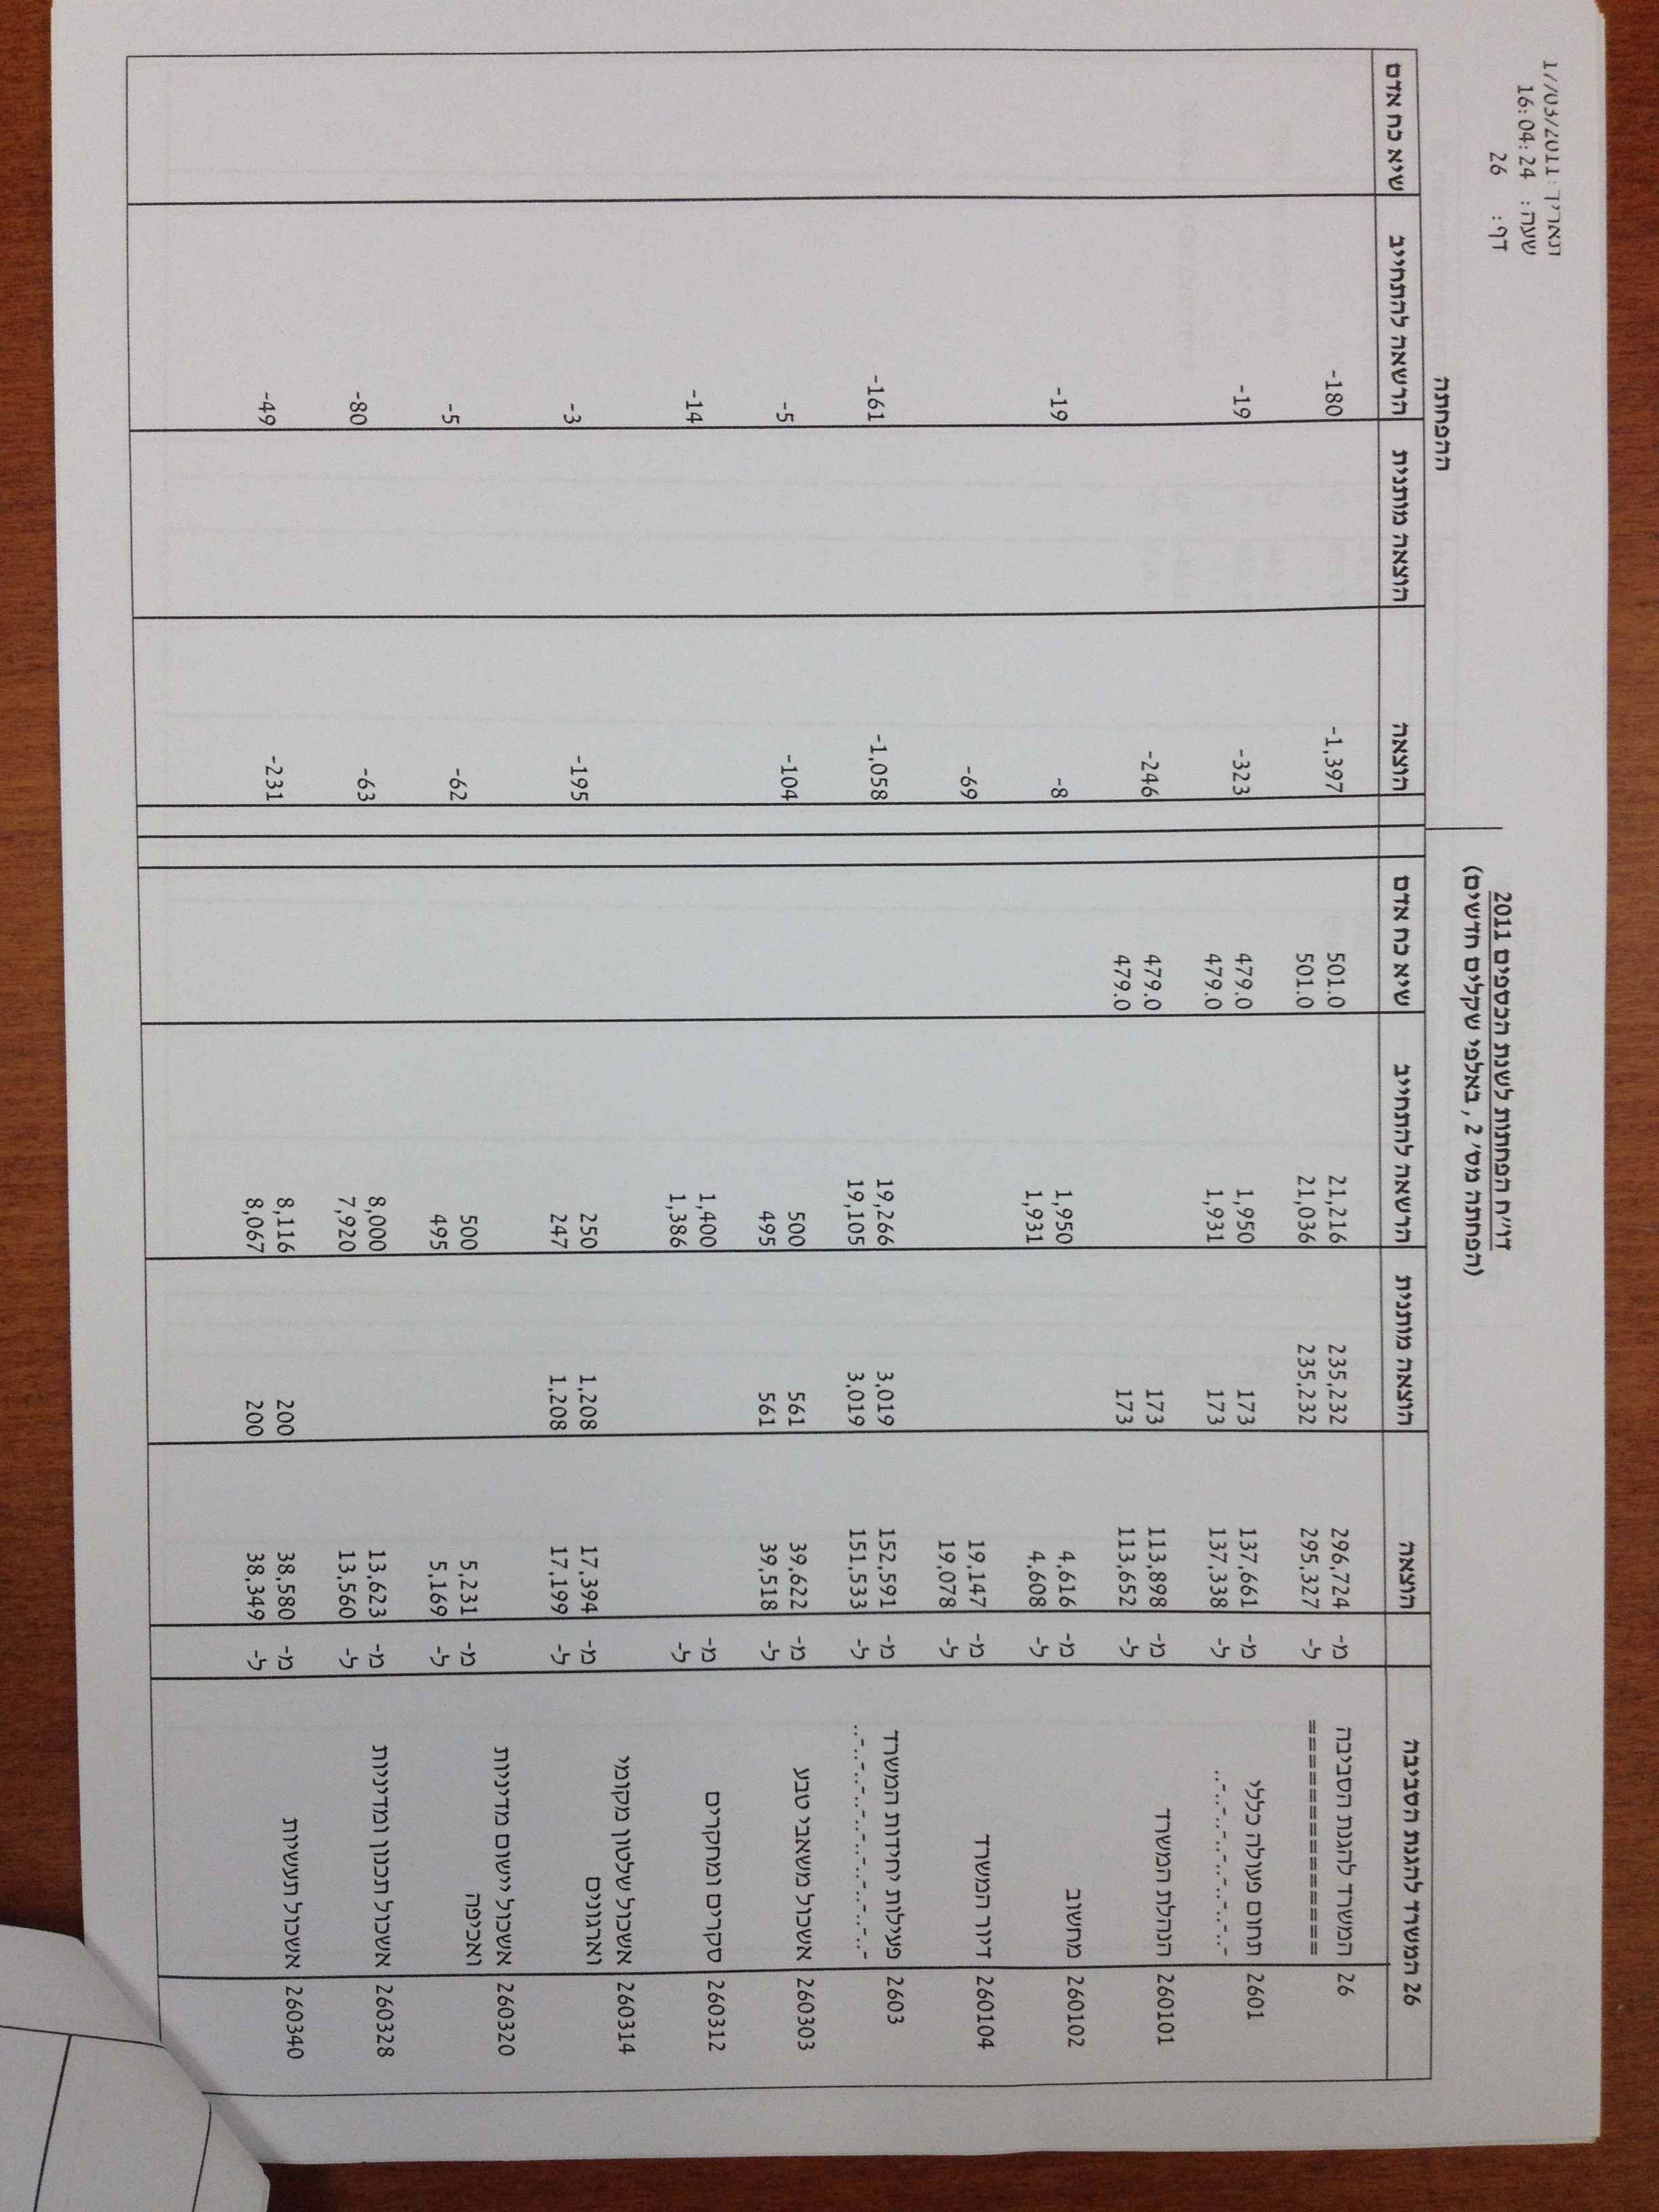 תאריך: 17/03/2011
שעה: 16:04:24
דף: 26
דו"ח הפחתות לשנת הכספים 2011
(הפחתה מס' 2, באלפי שקלים חדשים)
ההפחתה
26 המשרד להגנת הסביבה הוצאה הוצאה מותנית הרשאה להתחייב שיא כח אדם הוצאה הוצאה מותנית הרשאה להתחייב שיא כח אדם
26 המשרד להגנת הסביבה מ- 296,724 235,232 21,216 501.0 -1,397 -180
================ ל- 295,327 235,232 21,036 501.0
2601 תחום פעולה כללי מ- 137,661 173 1,950 479.0 -323 -19
-..-..-..-..-..-..-.. ל- 137,338 173 1,931 479.0
260101 הנהלת המשרד מ- 113,898 173 479.0 -246
ל- 113,652 173 479.0
260102 מחשוב מ- 4,616 1,950 -8 -19
ל- 4,608 1,931
260104 דיור המשרד מ- 19,147 -69
ל- 19,078
2603 פעילות יחידות המשרד מ- 152,591 3,019 19,266 -1,058 -161
-..-..-..-..-..-..-..-..-..-.. ל- 151,533 3,019 19,105
260303 אשכול משאבי טבע מ- 39,622 561 500 -104 -5
ל- 39,518 561 495
260312 סקרים ומחקרים מ- 1,400 -14
ל- 1,386
260314 אשכול שלטון מקומי
וארגונים מ- 17,394 1,208 250 -195 -3
ל- 17,199 1,208 247
260320 אשכול יישום מדיניות
ואכיפה מ- 5,231 500 -62 -5
ל- 5,169 495
260328 אשכול תכנון ומדיניות מ- 13,623 8,000 -63 -80
ל- 13,560 7,920
260340 אשכול תעשיות מ- 38,580 200 8,116 -231 -49
ל- 38,349 200 8,067